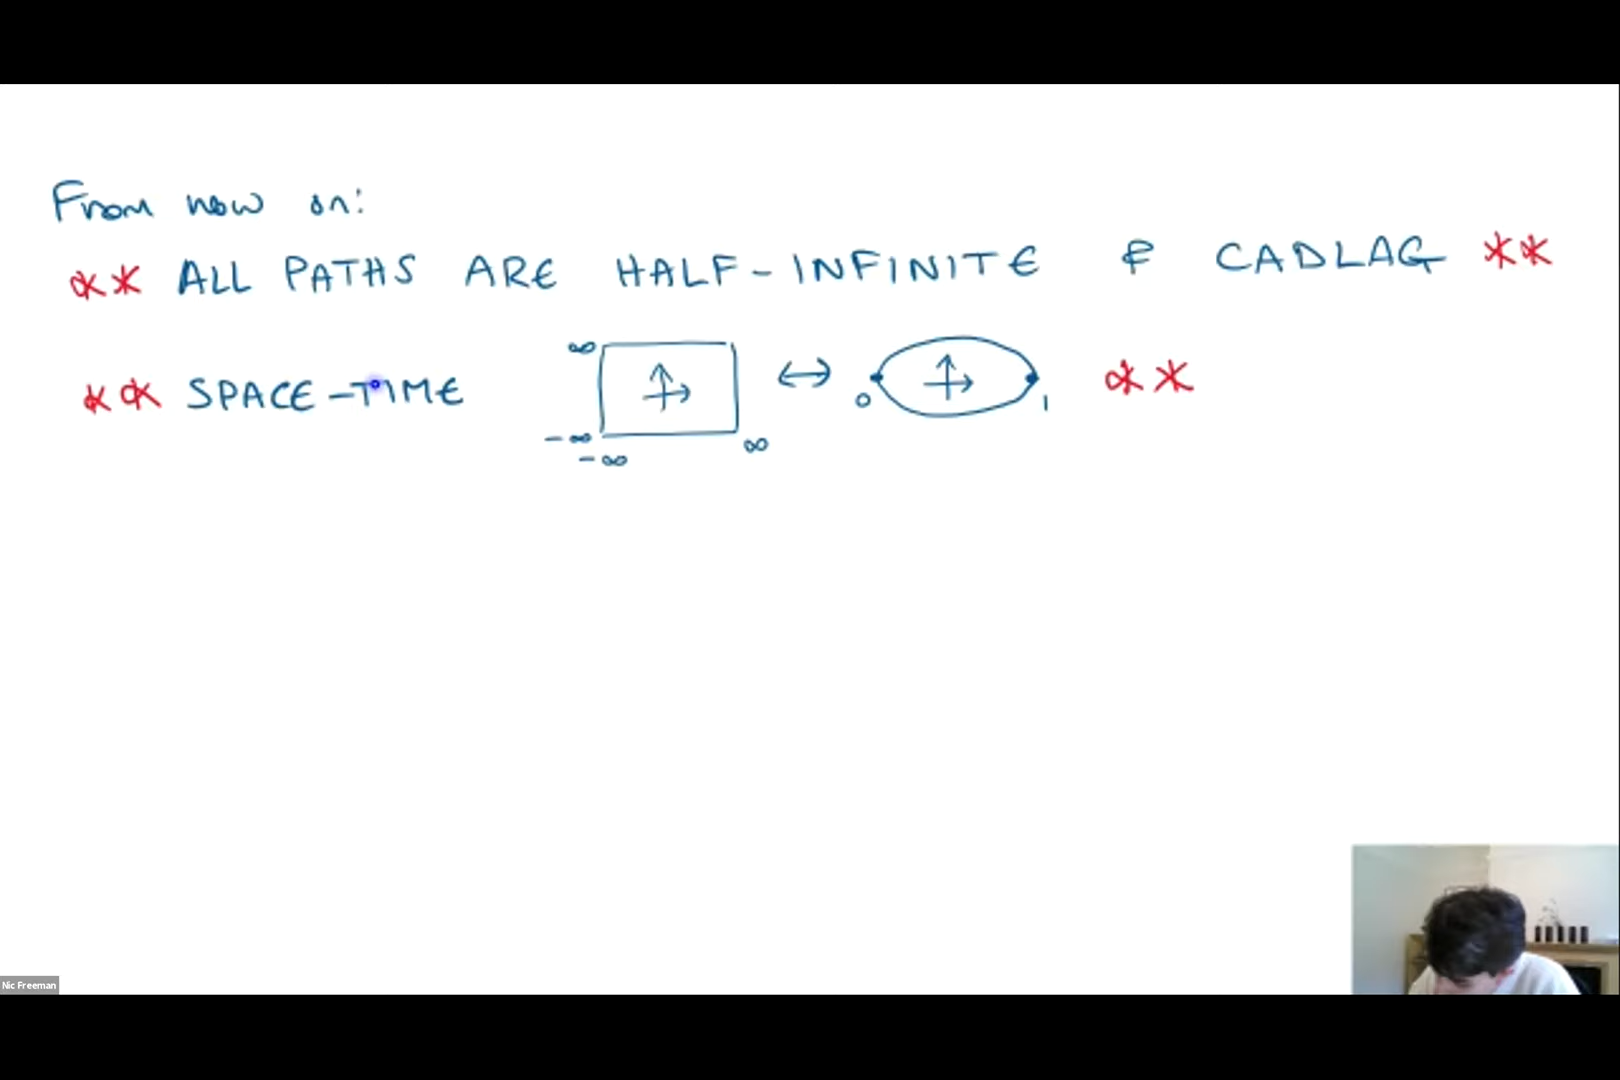 From now on:
** ALL PATHS ARE HALF-INFINITE & CADLAG **
** SPACE-TIME ∞ -∞ -∞ ∞ ↔ 0 1 **
Nic Freeman